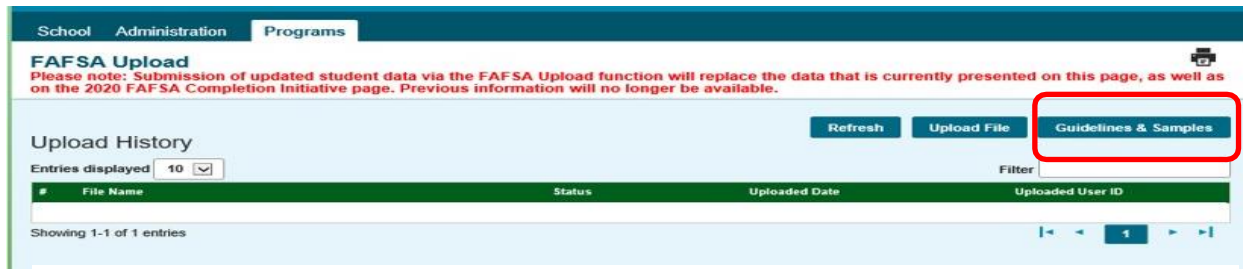 School Administration Programs
FAFSA Upload
Please note: Submission of updated student data via the FAFSA Upload function will replace the data that is currently presented on this page, as well as
on the 2020 FAFSA Completion Initiative page. Previous information will no longer be available.
Refresh Upload File Guidelines & Samples
Upload History
Entries displayed 10 Filter
# File Name Status Uploaded Date Uploaded User ID
Showing 1-1 of 1 entries 1